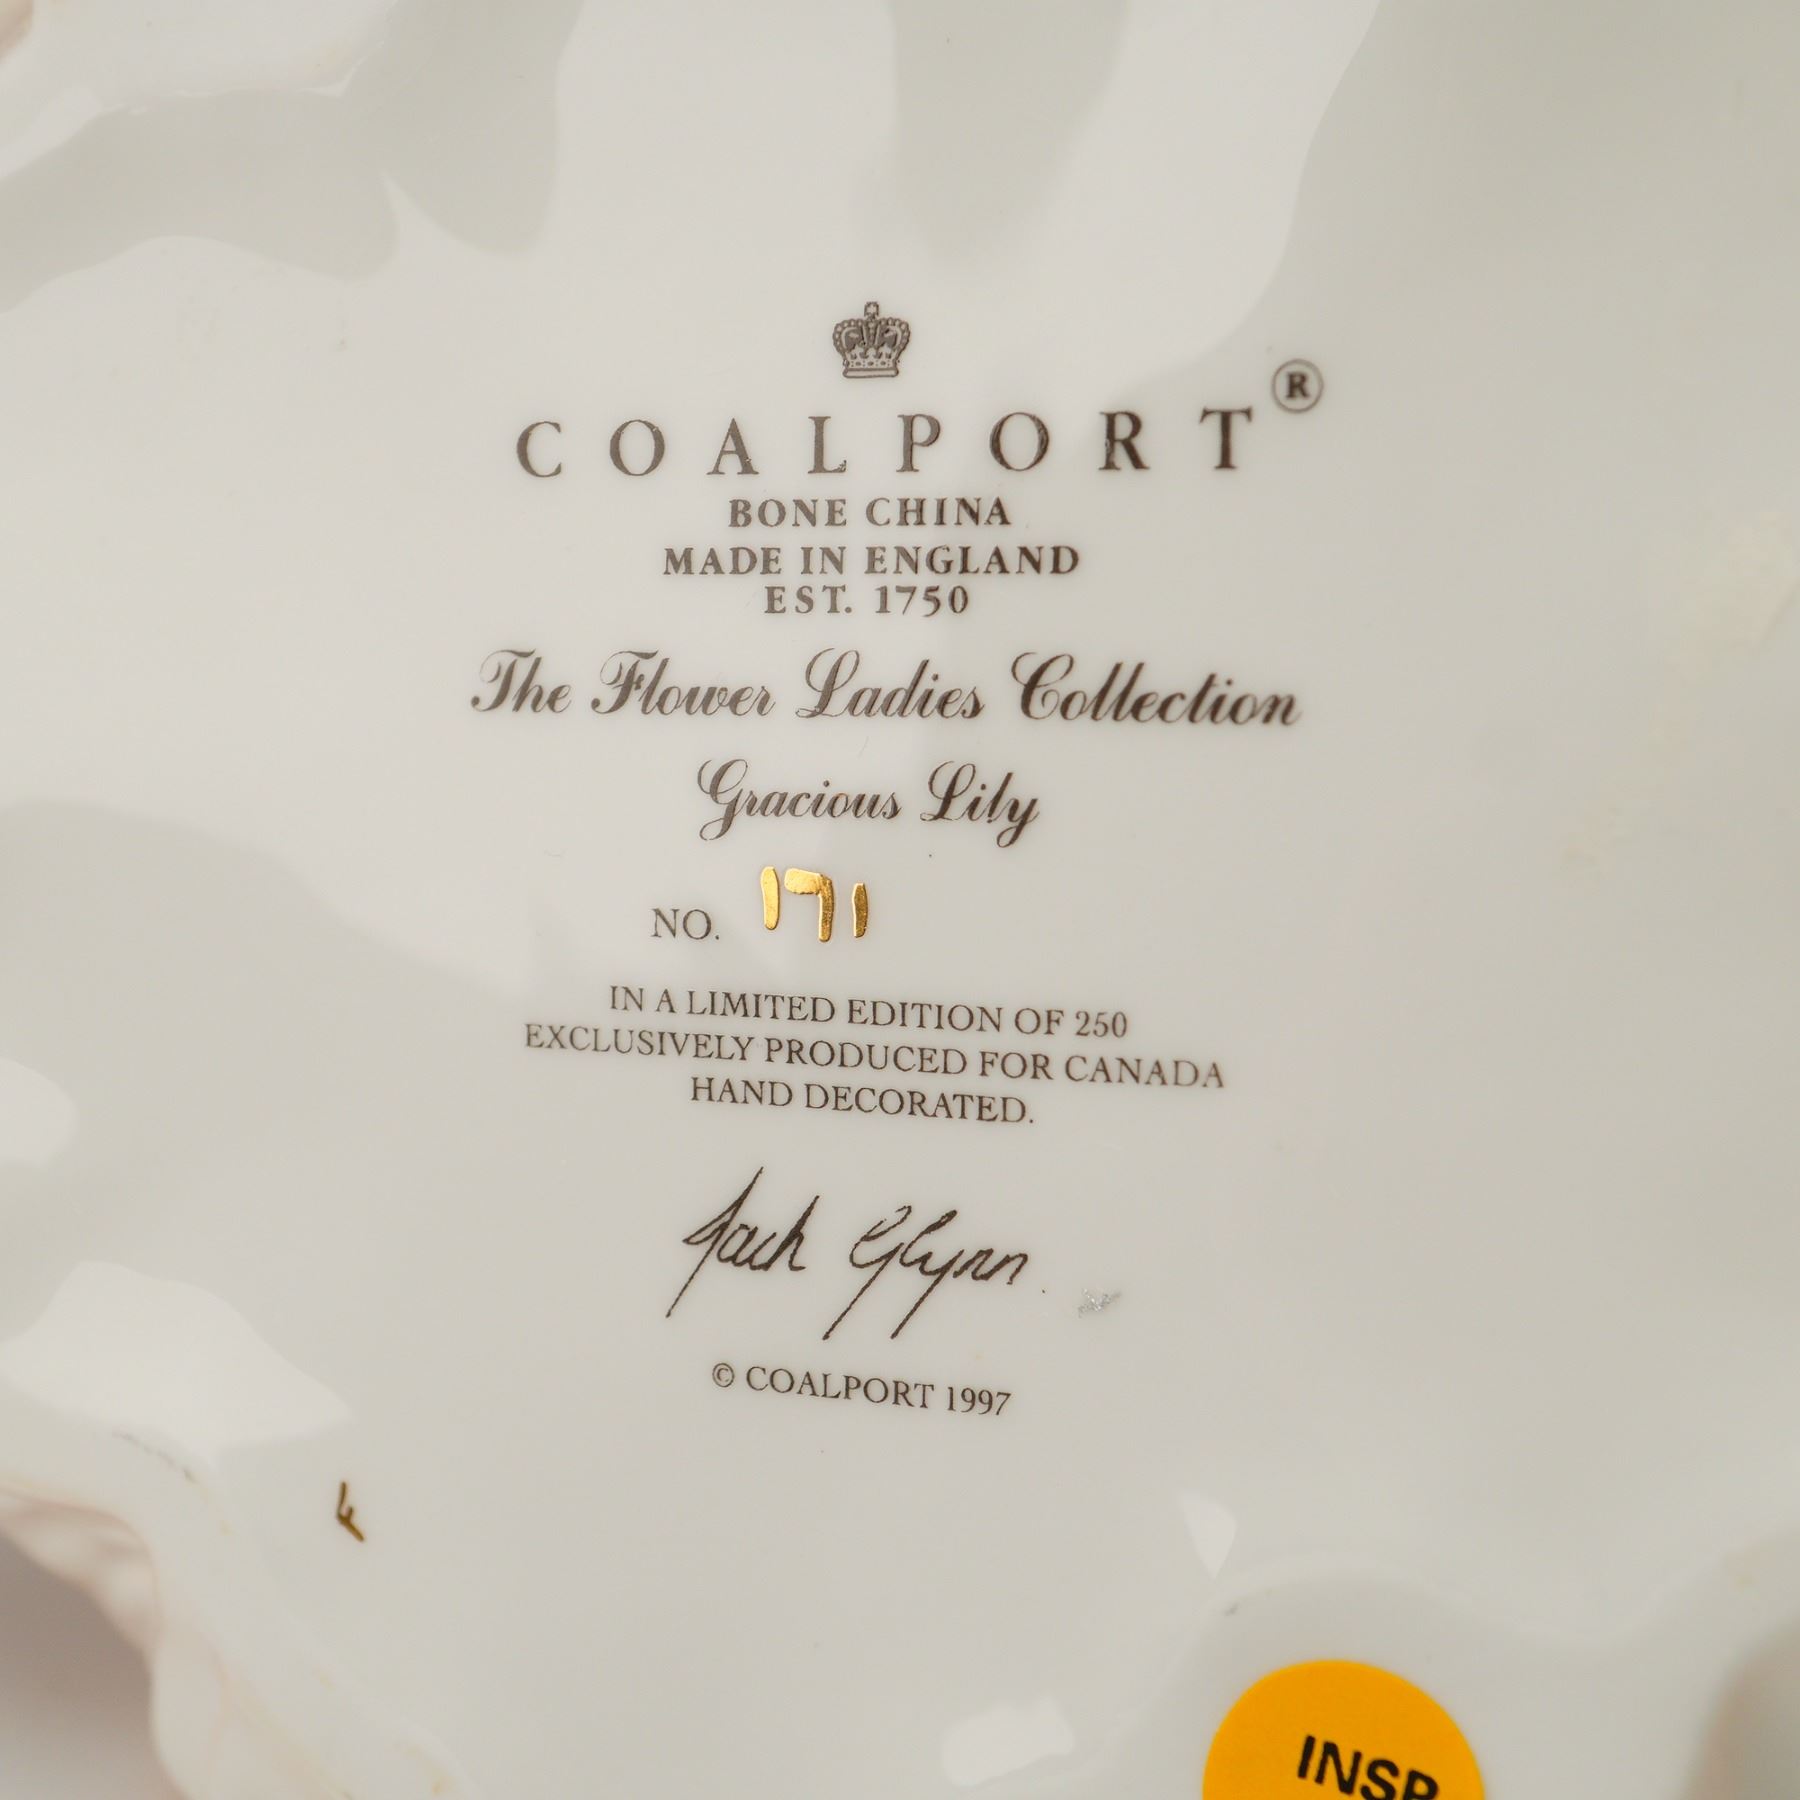 COALPORT®
BONE CHINA
MADE IN ENGLAND
EST. 1750
The Flower Ladies Collection
Gracious Lily
NO. 171
IN A LIMITED EDITION OF 250
EXCLUSIVELY PRODUCED FOR CANADA
HAND DECORATED.
Jack Glynn
© COALPORT 1997
INSP